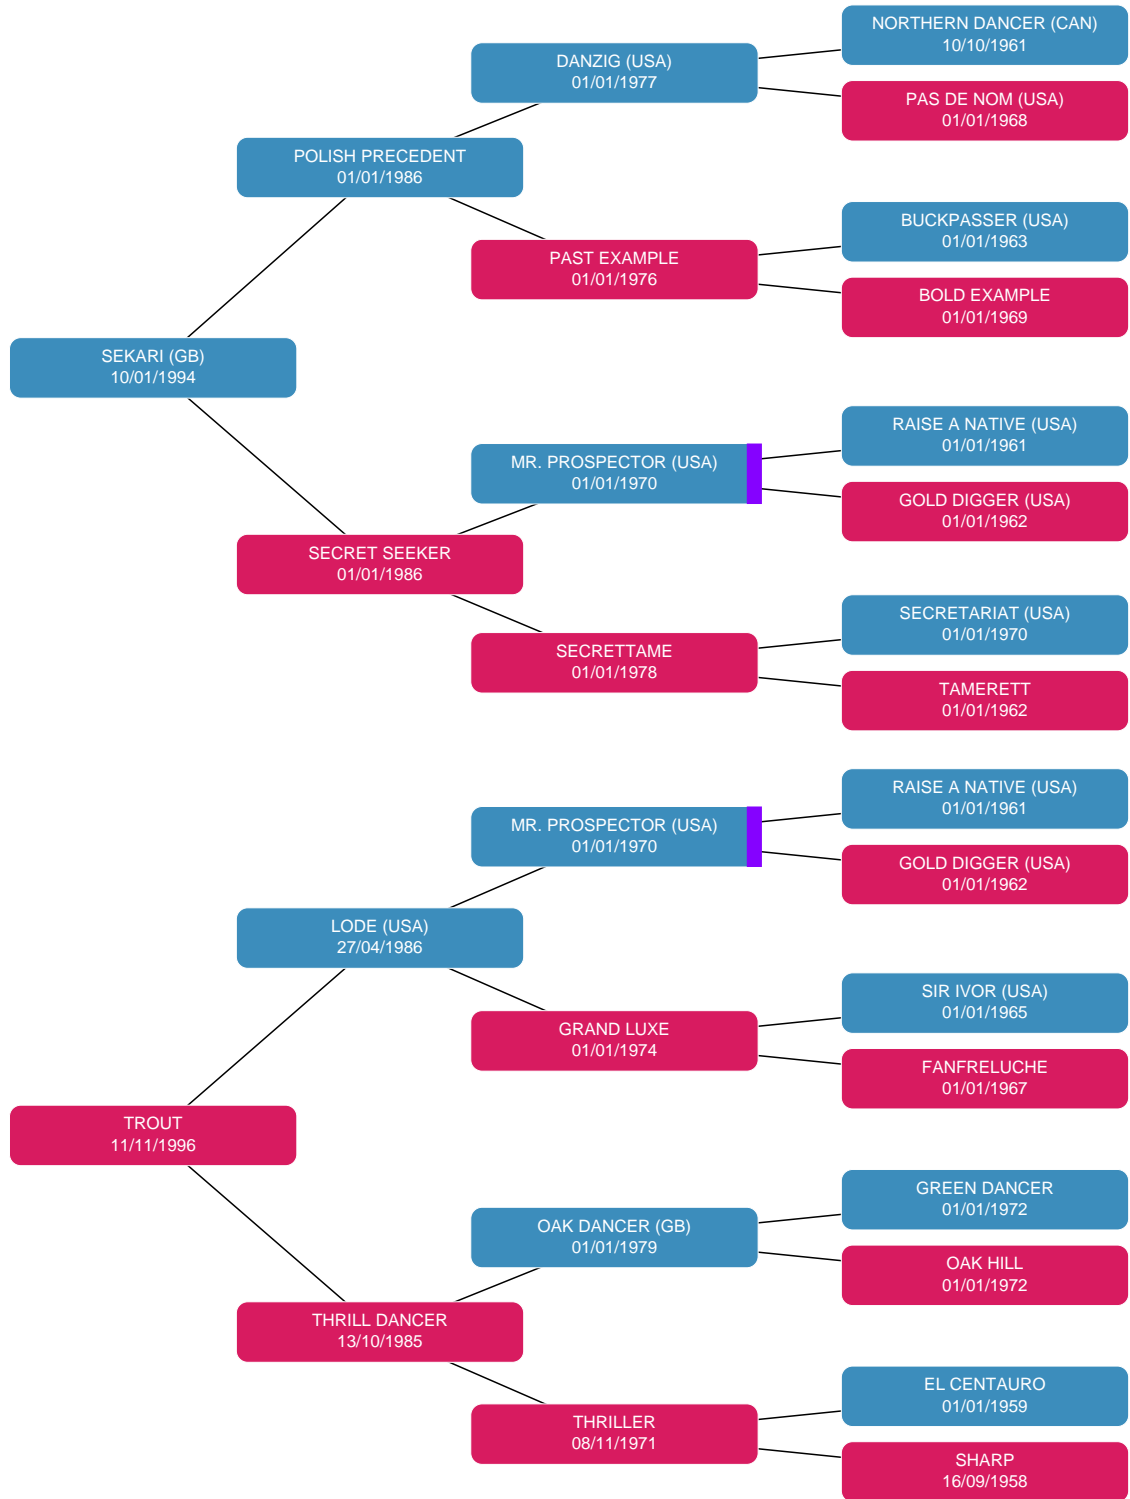 NORTHERN DANCER (CAN)
10/10/1961
DANZIG (USA)
01/01/1977
PAS DE NOM (USA)
01/01/1968
POLISH PRECEDENT
01/01/1986
BUCKPASSER (USA)
01/01/1963
PAST EXAMPLE
01/01/1976
BOLD EXAMPLE
01/01/1969
SEKARI (GB)
10/01/1994
RAISE A NATIVE (USA)
01/01/1961
MR. PROSPECTOR (USA)
01/01/1970
GOLD DIGGER (USA)
01/01/1962
SECRET SEEKER
01/01/1986
SECRETARIAT (USA)
01/01/1970
SECRETTAME
01/01/1978
TAMERETT
01/01/1962
RAISE A NATIVE (USA)
01/01/1961
MR. PROSPECTOR (USA)
01/01/1970
GOLD DIGGER (USA)
01/01/1962
LODE (USA)
27/04/1986
SIR IVOR (USA)
01/01/1965
GRAND LUXE
01/01/1974
FANFRELUCHE
01/01/1967
TROUT
11/11/1996
GREEN DANCER
01/01/1972
OAK DANCER (GB)
01/01/1979
OAK HILL
01/01/1972
THRILL DANCER
13/10/1985
EL CENTAURO
01/01/1959
THRILLER
08/11/1971
SHARP
16/09/1958